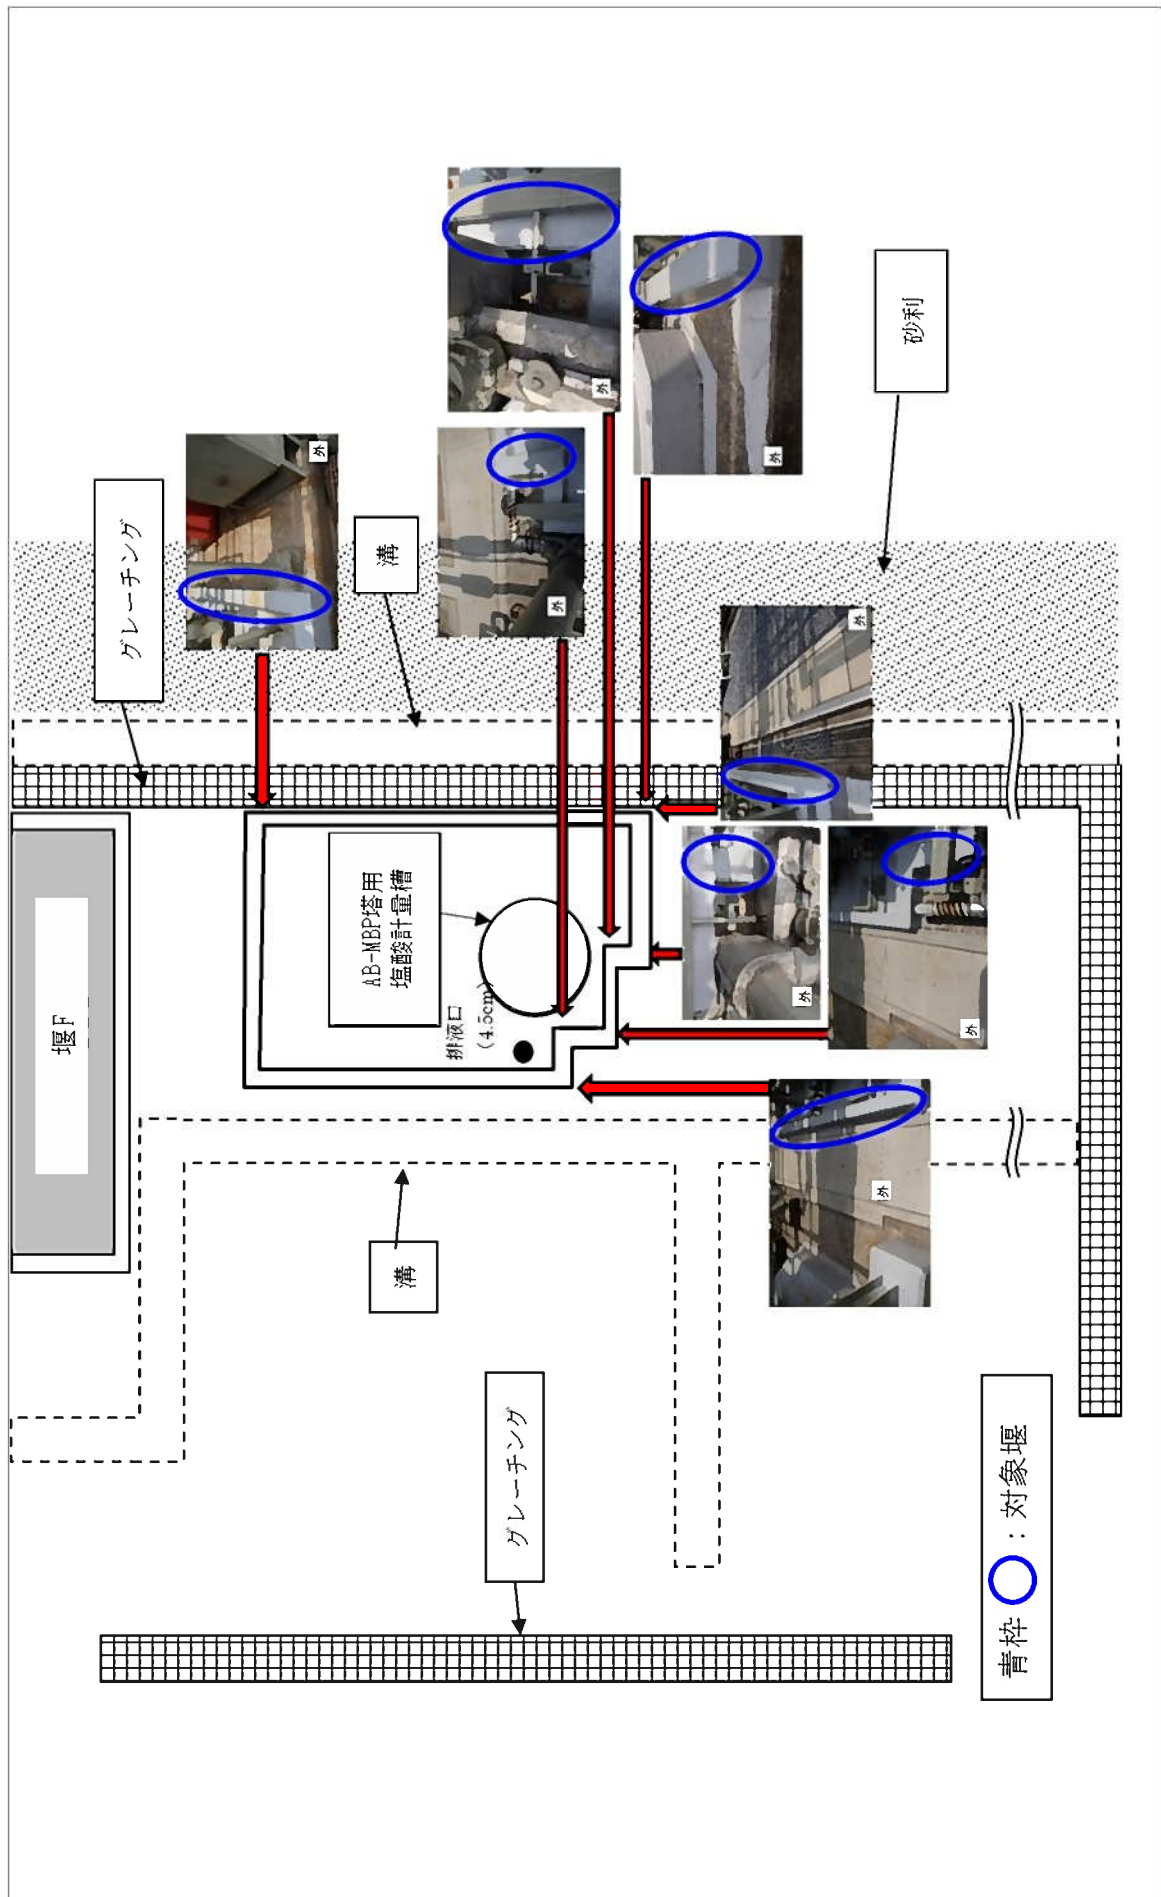 堰F
グレーチング
外
溝
外
外
外
砂利
AB-MBP塔用
塩酸計量槽
排液口
(4.5cm)
外
外
外
外
溝
グレーチング
青枠 ：対象堰